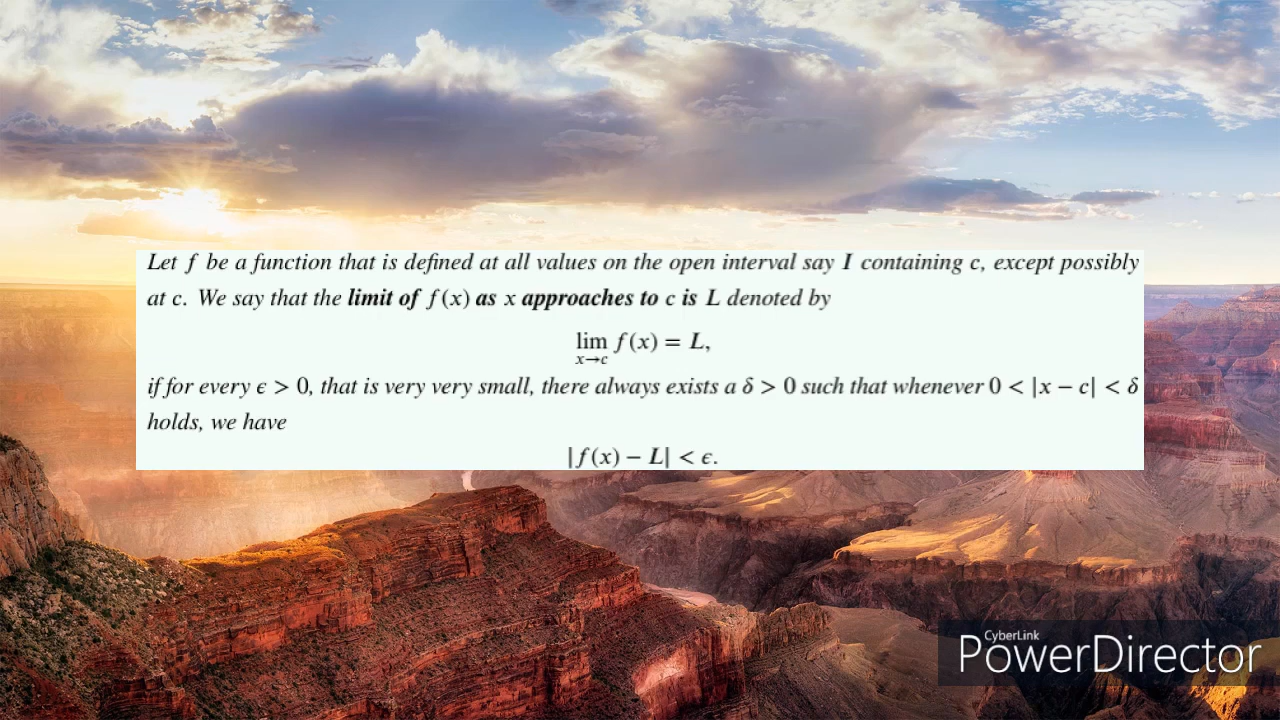 Let f be a function that is defined at all values on the open interval say I containing c, except possibly
at c. We say that the limit of f(x) as x approaches to c is L denoted by
lim f(x) = L,
x→c
if for every ϵ > 0, that is very very small, there always exists a δ > 0 such that whenever 0 < |x − c| < δ
holds, we have
|f(x) − L| < ϵ.
CyberLink
PowerDirector